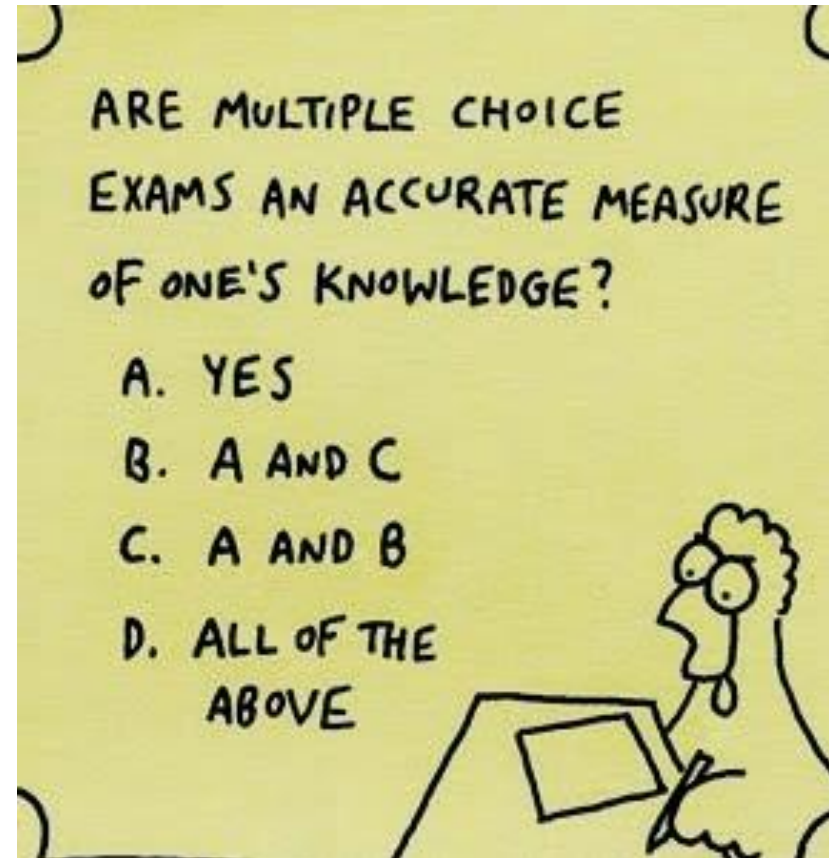 ARE MULTIPLE CHOICE
EXAMS AN ACCURATE MEASURE
OF ONE'S KNOWLEDGE?
A. YES
B. A AND C
C. A AND B
D. ALL OF THE
ABOVE